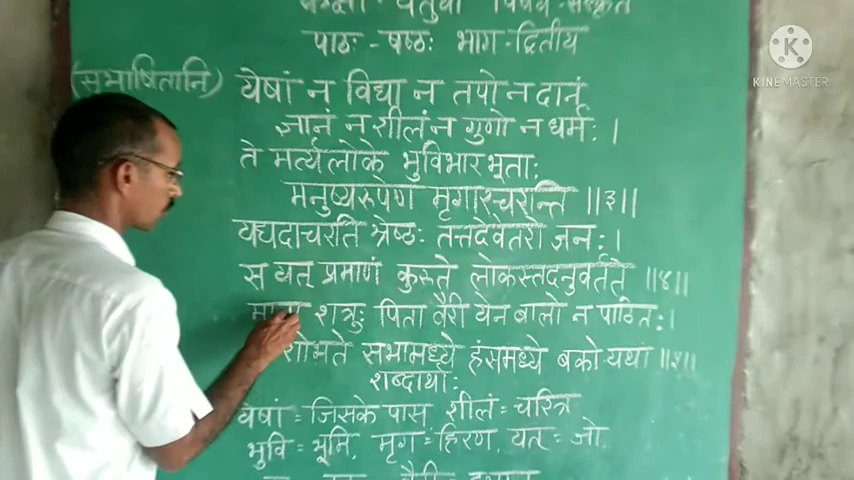 विषय-संस्कृत
पाठः-षष्ठः भाग-द्वितीय
(सुभाषितानि) येषां न विद्या न तपो न दानं
ज्ञानं न शीलं न गुणो न धर्मः ।
ते मर्त्यलोके भुविभार भूताः
मनुष्यरूपेण मृगाश्चरन्ति ॥३॥
यद्यदाचरति श्रेष्ठः तत्तदेवेतरो जनः ।
स यत् प्रमाणं कुरूते लोकस्तदनुवर्तते ॥४॥
माता शत्रुः पिता वैरी येन बालो न पाठितः ।
शोभते सभामध्ये हंसमध्ये बको यथा ॥५॥
शब्दार्थाः
येषां = जिसके पास शीलं = चरित्र
भुवि = भूमि, मृग = हिरण, यत् = जो
KINEMASTER